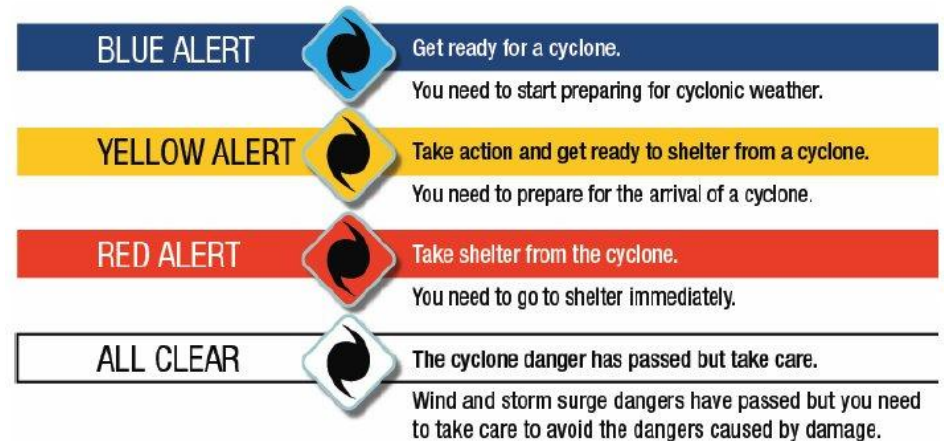 BLUE ALERT
Get ready for a cyclone.
You need to start preparing for cyclonic weather.
YELLOW ALERT
Take action and get ready to shelter from a cyclone.
You need to prepare for the arrival of a cyclone.
RED ALERT
Take shelter from the cyclone.
You need to go to shelter immediately.
ALL CLEAR
The cyclone danger has passed but take care.
Wind and storm surge dangers have passed but you need
to take care to avoid the dangers caused by damage.